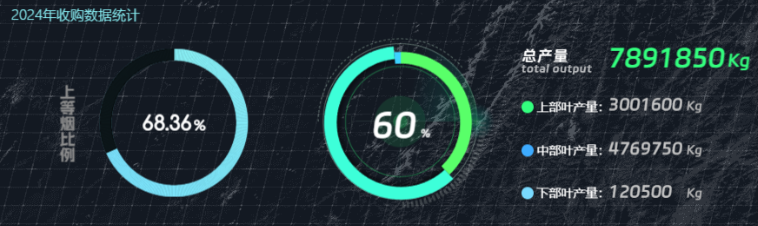 2024年收购数据统计
上等烟比例
68.36%
60%
总产量
total output
7891850 Kg
上部叶产量：3001600 Kg
中部叶产量：4769750 Kg
下部叶产量：120500 Kg